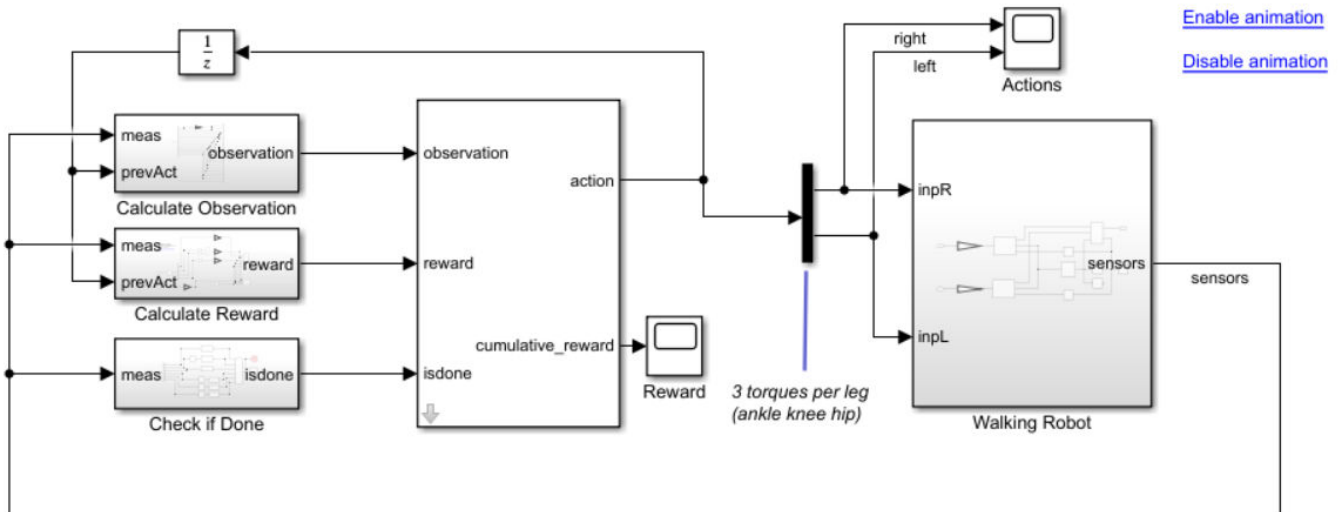 Enable animation
Disable animation
right
left
Actions
1
z
meas
observation
prevAct
Calculate Observation
meas
reward
prevAct
Calculate Reward
meas
isdone
Check if Done
observation
action
reward
cumulative_reward
isdone
Reward
3 torques per leg
(ankle knee hip)
inpR
sensors
inpL
Walking Robot
sensors